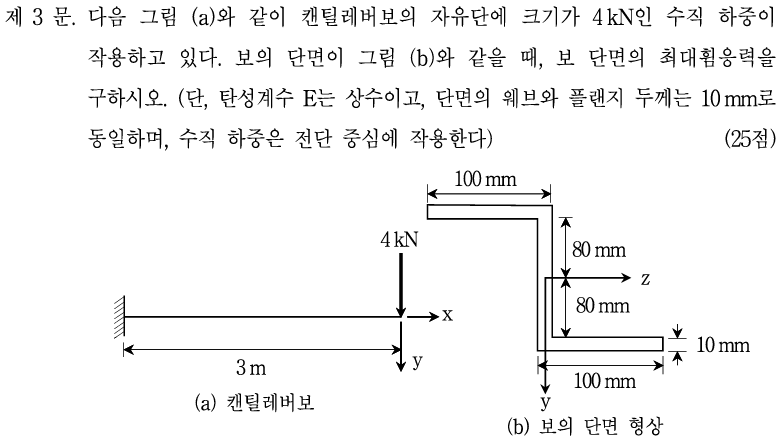 제 3 문. 다음 그림 (a)와 같이 캔틸레버보의 자유단에 크기가 4 kN인 수직 하중이
작용하고 있다. 보의 단면이 그림 (b)와 같을 때, 보 단면의 최대휨응력을
구하시오. (단, 탄성계수 E는 상수이고, 단면의 웨브와 플랜지 두께는 10 mm로
동일하며, 수직 하중은 전단 중심에 작용한다) (25점)
100 mm
4 kN
80 mm
z
80 mm
x
10 mm
y
3 m
100 mm
(a) 캔틸레버보
y
(b) 보의 단면 형상